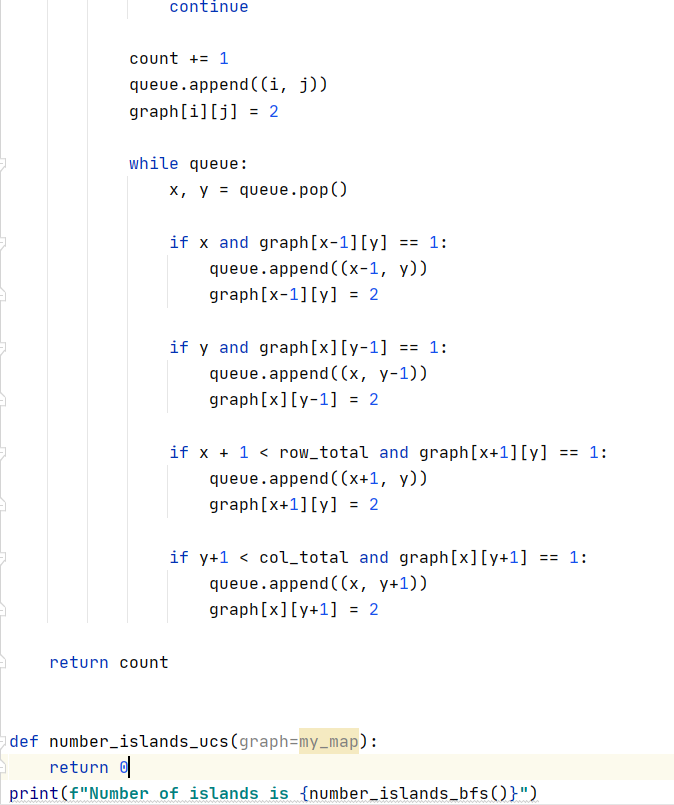 continue
count += 1
queue.append((i, j))
graph[i][j] = 2
while queue:
x, y = queue.pop()
if x and graph[x-1][y] == 1:
queue.append((x-1, y))
graph[x-1][y] = 2
if y and graph[x][y-1] == 1:
queue.append((x, y-1))
graph[x][y-1] = 2
if x + 1 < row_total and graph[x+1][y] == 1:
queue.append((x+1, y))
graph[x+1][y] = 2
if y+1 < col_total and graph[x][y+1] == 1:
queue.append((x, y+1))
graph[x][y+1] = 2
return count
def number_islands_ucs(graph=my_map):
return 0
print(f"Number of islands is {number_islands_bfs()}")